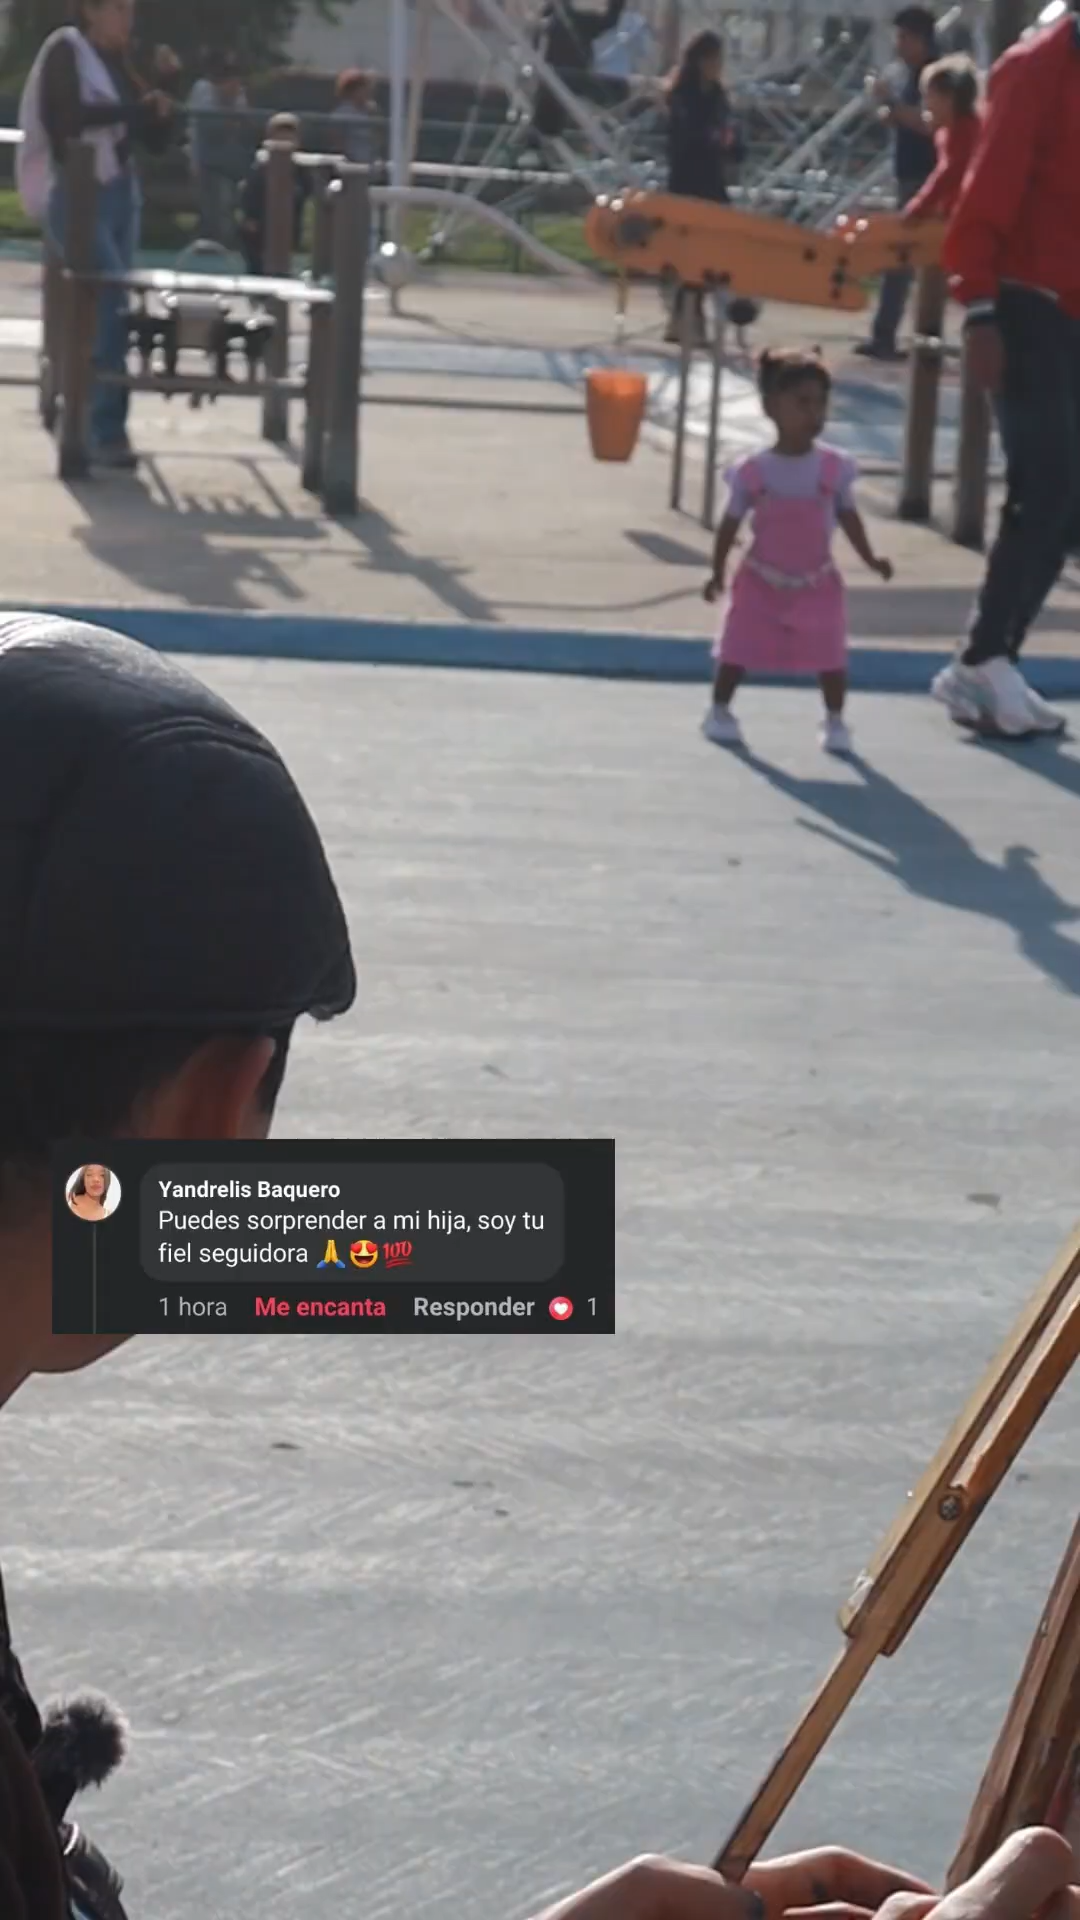 Yandrelis Baquero
Puedes sorprender a mi hija, soy tu
fiel seguidora 🙏😍💯
1 hora Me encanta Responder 1